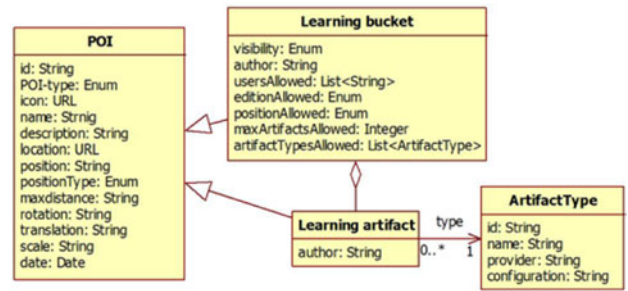 POI
id: String
POI-type: Enum
icon: URL
name: Strnig
description: String
location: URL
position: String
positionType: Enum
maxdistance: String
rotation: String
translation: String
scale: String
date: Date
Learning bucket
visibility: Enum
author: String
usersAllowed: List<String>
editionAllowed: Enum
positionAllowed: Enum
maxArtifactsAllowed: Integer
artifactTypesAllowed: List<ArtifactType>
Learning artifact
author: String
type
0..*
1
ArtifactType
id: String
name: String
provider: String
configuration: String